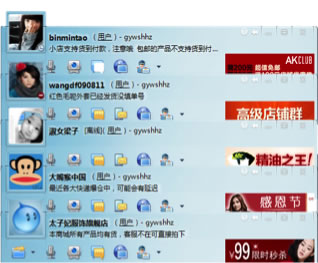 binmintao (用户) - gywshhz
小店支持货到付款，注意哦 包邮的产品不支持货到付...
AKCLUB
wangdf090811 (用户) - gywshhz
红色毛呢外套已经发货没填单号
高级店铺群
淑女梁子 (离线)(用户) - gywshhz
精油之王!
大嘴猴中国 (用户) - gywshhz
最近各大快递爆仓中，可能会有延迟
感恩节
太子妃服饰旗舰店 (用户) - gywshhz
本商城所有产品均有货，客服不在可直接拍下
¥99 限时秒杀